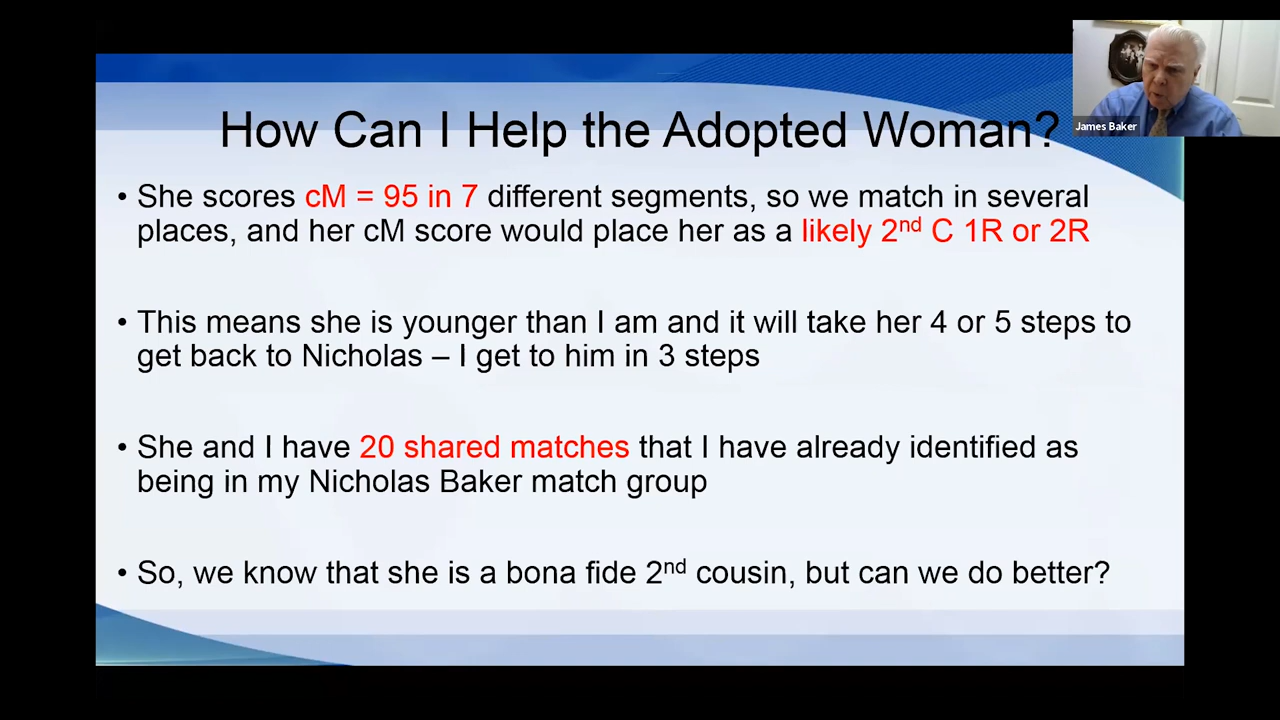 How Can I Help the Adopted Woman?
James Baker
• She scores cM = 95 in 7 different segments, so we match in several
places, and her cM score would place her as a likely 2nd C 1R or 2R
• This means she is younger than I am and it will take her 4 or 5 steps to
get back to Nicholas – I get to him in 3 steps
• She and I have 20 shared matches that I have already identified as
being in my Nicholas Baker match group
• So, we know that she is a bona fide 2nd cousin, but can we do better?